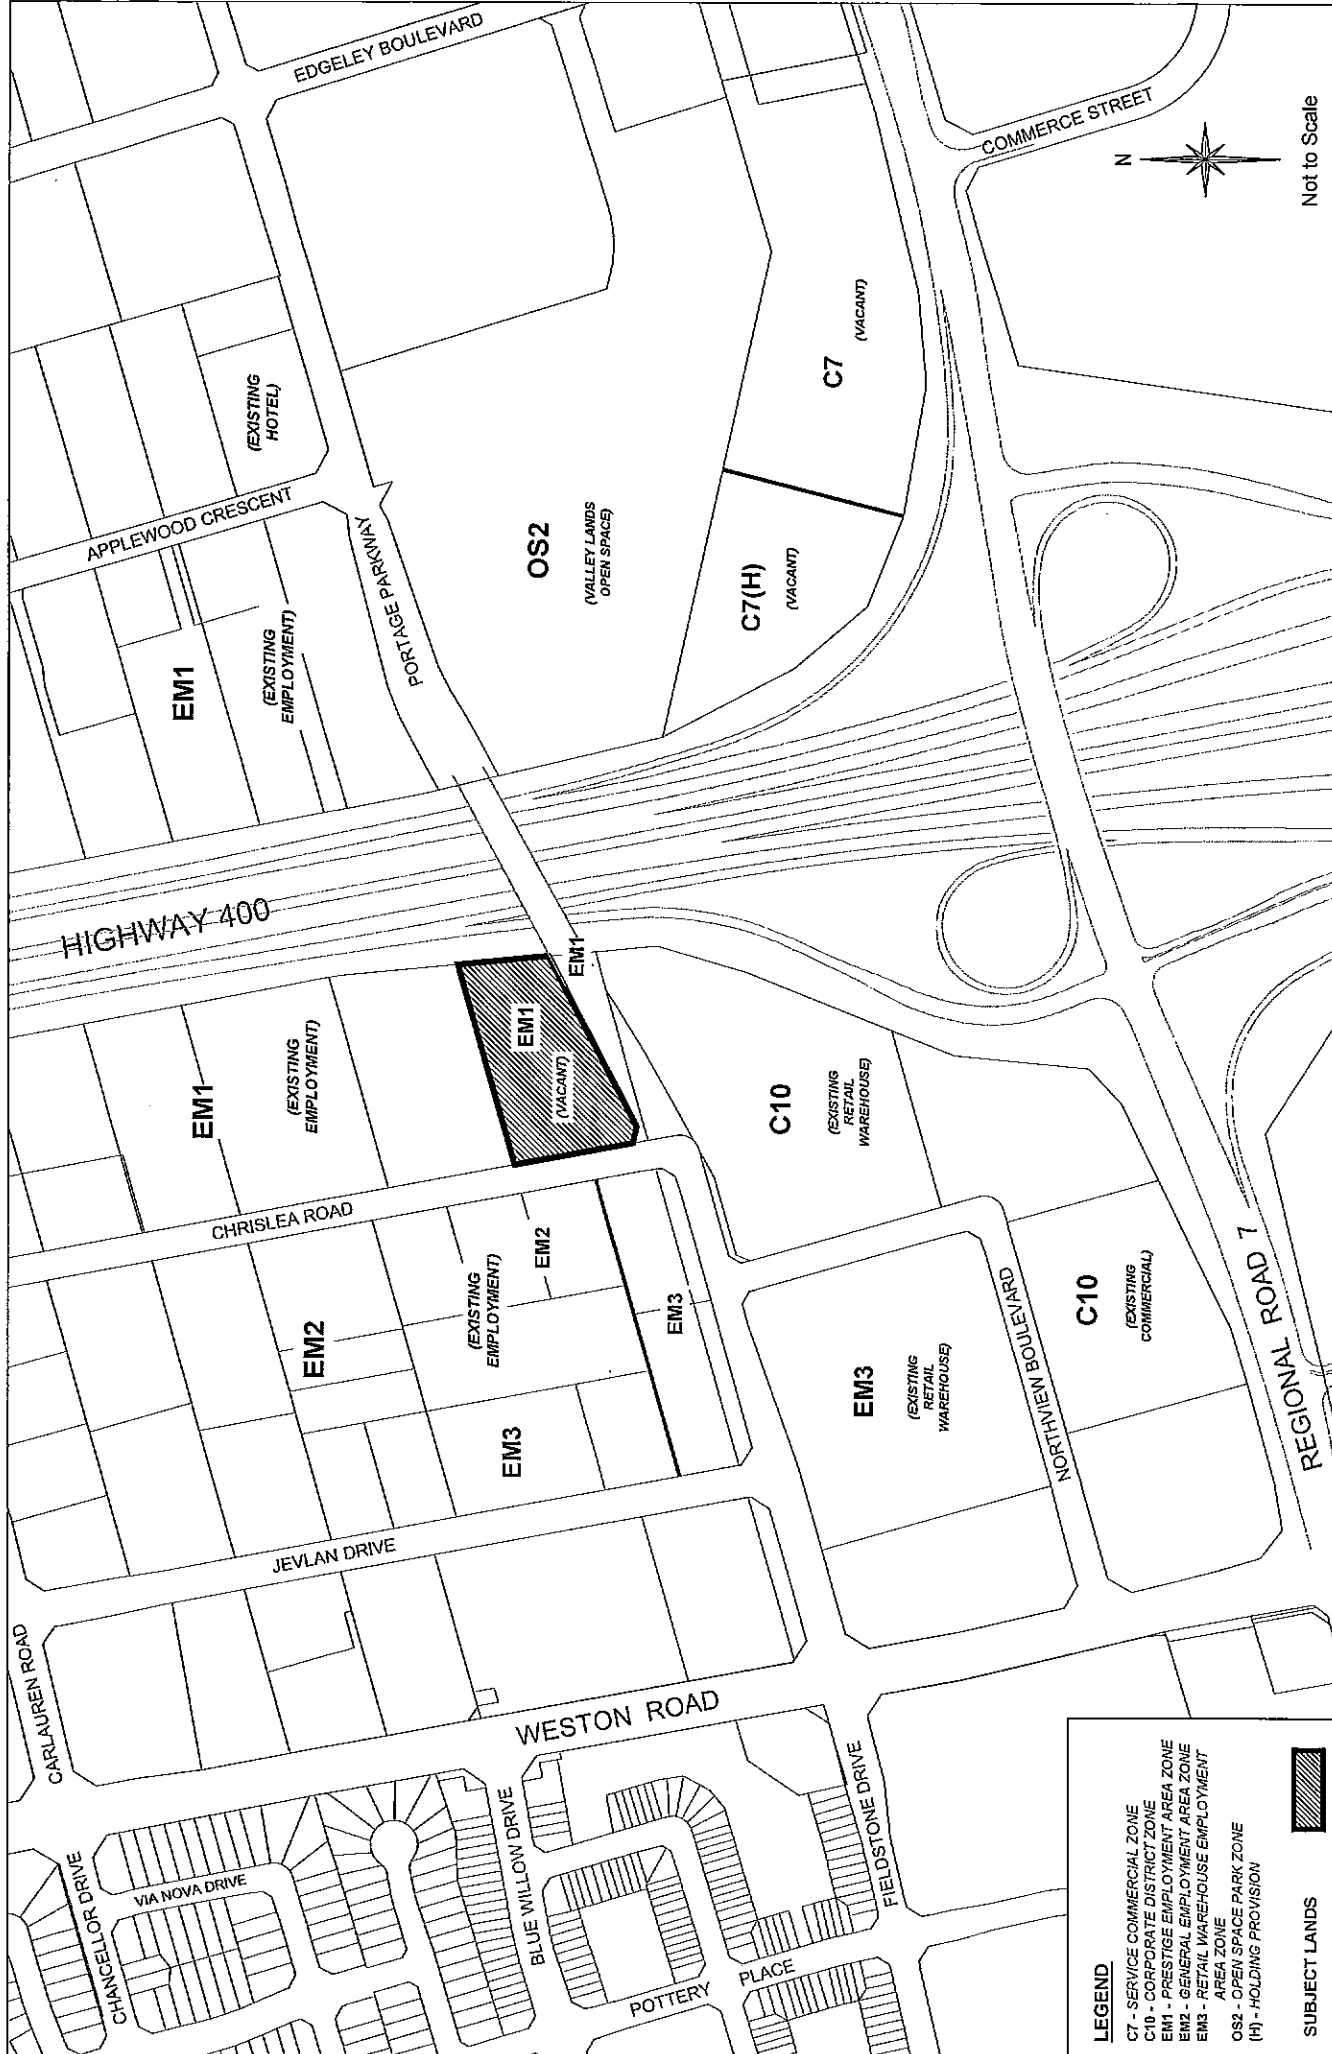 EDGELEY BOULEVARD
COMMERCE STREET
N
Not to Scale
(EXISTING
HOTEL)
APPLEWOOD CRESCENT
PORTAGE PARKWAY
OS2
(VALLEY LANDS
OPEN SPACE)
C7
(VACANT)
C7(H)
(VACANT)
EM1
(EXISTING
EMPLOYMENT)
HIGHWAY 400
EM1
(EXISTING
EMPLOYMENT)
EM1
(VACANT)
EM1
C10
(EXISTING
RETAIL
WAREHOUSE)
CHRISLEA ROAD
EM2
(EXISTING
EMPLOYMENT)
EM2
EM3
EM3
EM3
(EXISTING
RETAIL
WAREHOUSE)
NORTHVIEW BOULEVARD
C10
(EXISTING
COMMERCIAL)
REGIONAL ROAD 7
JEVLAN DRIVE
CARLAUREN ROAD
WESTON ROAD
CHANCELLOR DRIVE
VIA NOVA DRIVE
BLUE WILLOW DRIVE
FIELDSTONE DRIVE
POTTERY PLACE
LEGEND
C7 - SERVICE COMMERCIAL ZONE
C10 - CORPORATE DISTRICT ZONE
EM1 - PRESTIGE EMPLOYMENT AREA ZONE
EM2 - GENERAL EMPLOYMENT AREA ZONE
EM3 - RETAIL WAREHOUSE EMPLOYMENT
AREA ZONE
OS2 - OPEN SPACE PARK ZONE
(H) - HOLDING PROVISION
SUBJECT LANDS